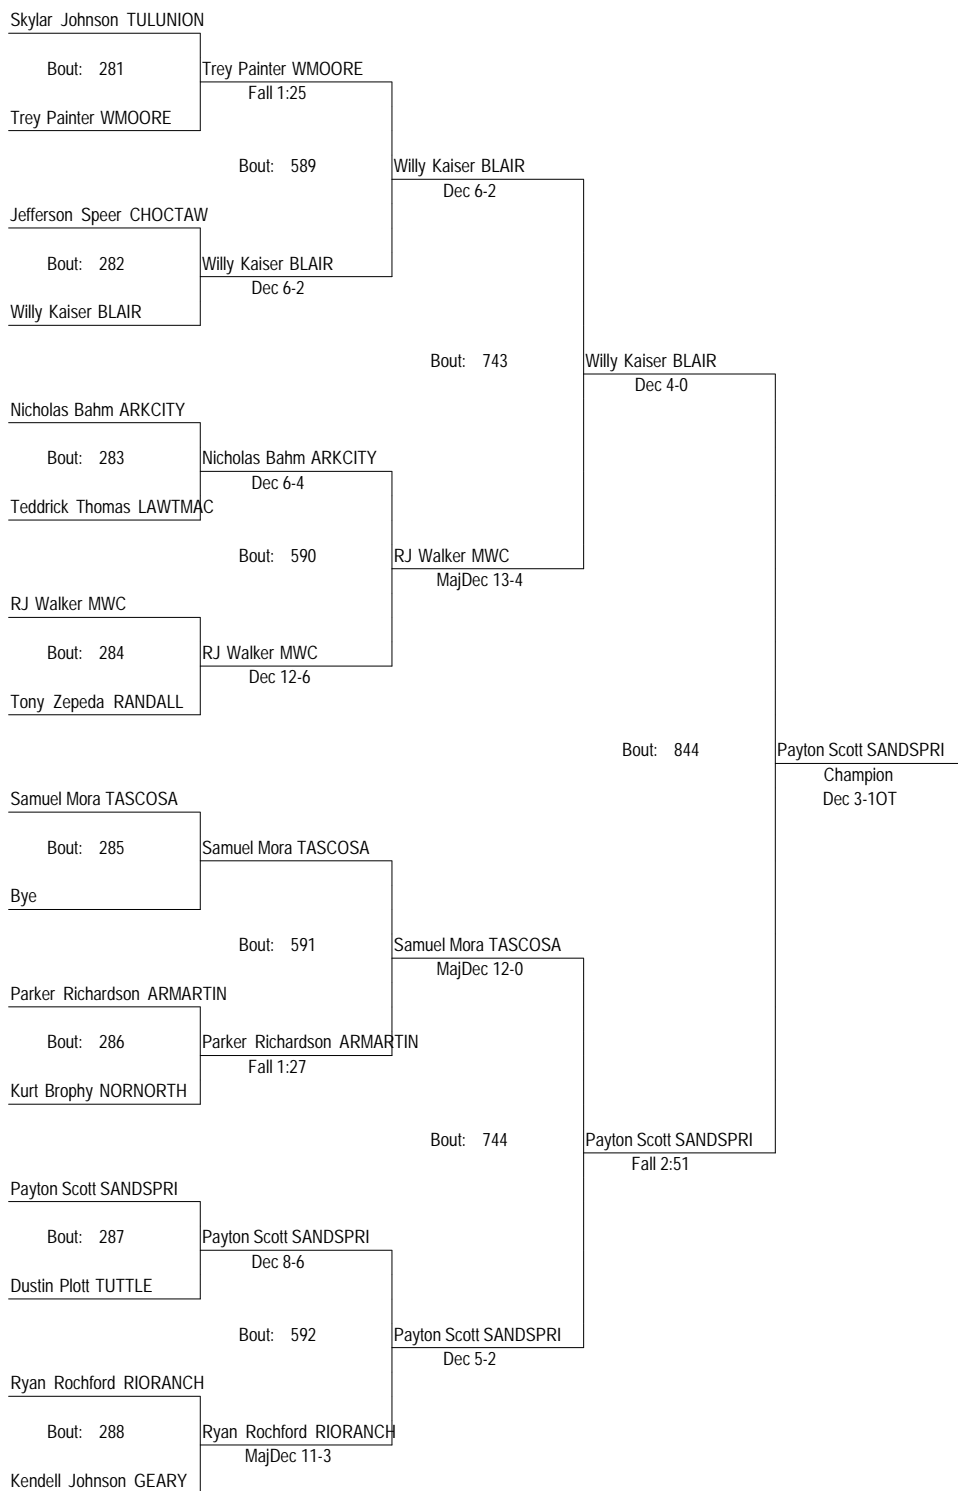 Skylar Johnson TULUNION
Bout: 281
Trey Painter WMOORE
Fall 1:25
Trey Painter WMOORE
Bout: 589
Willy Kaiser BLAIR
Dec 6-2
Jefferson Speer CHOCTAW
Bout: 282
Willy Kaiser BLAIR
Dec 6-2
Willy Kaiser BLAIR
Bout: 743
Willy Kaiser BLAIR
Dec 4-0
Nicholas Bahm ARKCITY
Bout: 283
Nicholas Bahm ARKCITY
Dec 6-4
Teddrick Thomas LAWTMAC
Bout: 590
RJ Walker MWC
MajDec 13-4
RJ Walker MWC
Bout: 284
RJ Walker MWC
Dec 12-6
Tony Zepeda RANDALL
Bout: 844
Payton Scott SANDSPRI
Champion
Dec 3-1OT
Samuel Mora TASCOSA
Bout: 285
Samuel Mora TASCOSA
Bye
Bout: 591
Samuel Mora TASCOSA
MajDec 12-0
Parker Richardson ARMARTIN
Bout: 286
Parker Richardson ARMARTIN
Fall 1:27
Kurt Brophy NORNORTH
Bout: 744
Payton Scott SANDSPRI
Fall 2:51
Payton Scott SANDSPRI
Bout: 287
Payton Scott SANDSPRI
Dec 8-6
Dustin Plott TUTTLE
Bout: 592
Payton Scott SANDSPRI
Dec 5-2
Ryan Rochford RIORANCH
Bout: 288
Ryan Rochford RIORANCH
MajDec 11-3
Kendell Johnson GEARY